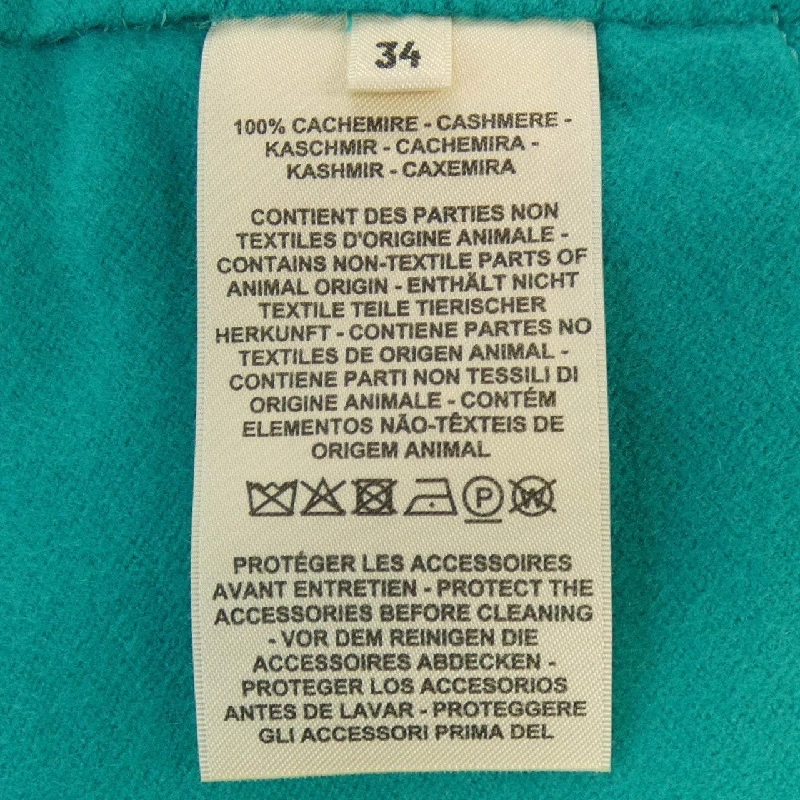 34
100% CACHEMIRE - CASHMERE -
KASCHMIR - CACHEMIRA -
KASHMIR - CAXEMIRA
CONTIENT DES PARTIES NON
TEXTILES D'ORIGINE ANIMALE -
CONTAINS NON-TEXTILE PARTS OF
ANIMAL ORIGIN - ENTHÄLT NICHT
TEXTILE TEILE TIERISCHER
HERKUNFT - CONTIENE PARTES NO
TEXTILES DE ORIGEN ANIMAL -
CONTIENE PARTI NON TESSILI DI
ORIGINE ANIMALE - CONTÉM
ELEMENTOS NÃO-TÊXTEIS DE
ORIGEM ANIMAL
P W
PROTÉGER LES ACCESSOIRES
AVANT ENTRETIEN - PROTECT THE
ACCESSORIES BEFORE CLEANING
- VOR DEM REINIGEN DIE
ACCESSOIRES ABDECKEN -
PROTEGER LOS ACCESORIOS
ANTES DE LAVAR - PROTEGGERE
GLI ACCESSORI PRIMA DEL